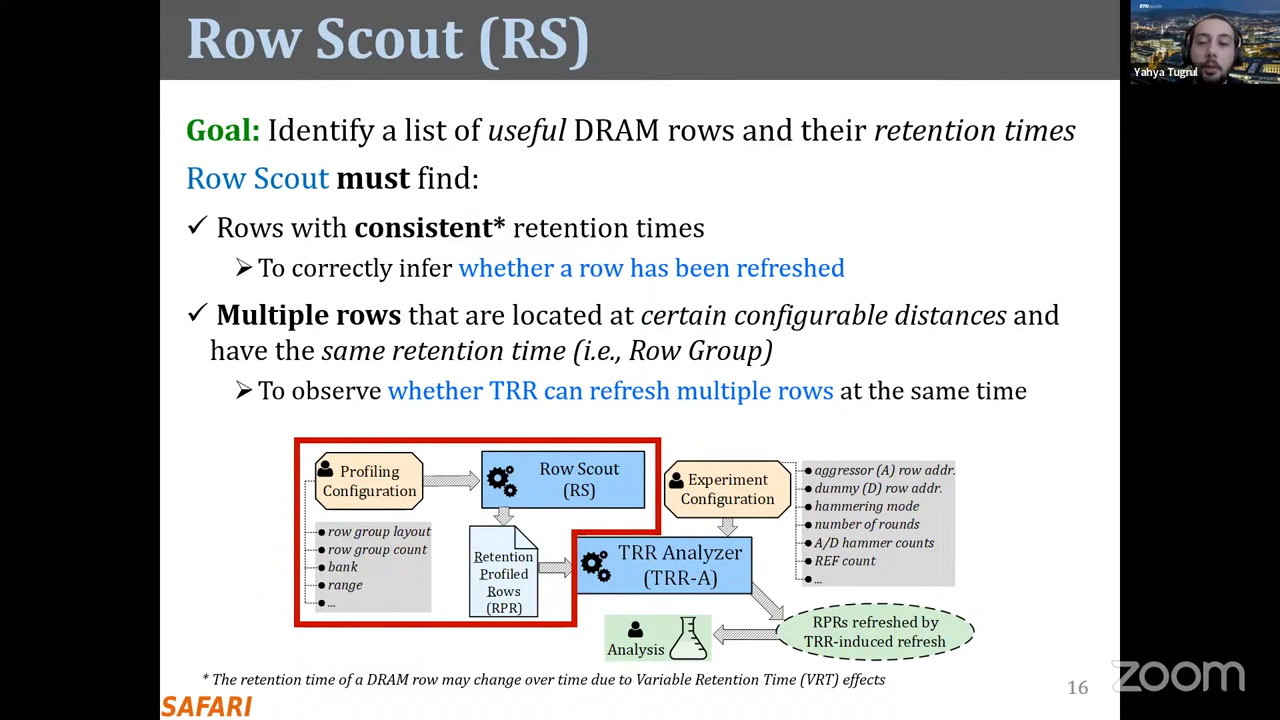 Row Scout (RS)
ETH zürich
Yahya Tugrul
Goal: Identify a list of useful DRAM rows and their retention times
Row Scout must find:
✓ Rows with consistent* retention times
➢ To correctly infer whether a row has been refreshed
✓ Multiple rows that are located at certain configurable distances and
have the same retention time (i.e., Row Group)
➢ To observe whether TRR can refresh multiple rows at the same time
Profiling
Configuration
• row group layout
• row group count
• bank
• range
• ...
Row Scout
(RS)
Retention
Profiled
Rows
(RPR)
Experiment
Configuration
• aggressor (A) row addr.
• dummy (D) row addr.
• hammering mode
• number of rounds
• A/D hammer counts
• REF count
• ...
TRR Analyzer
(TRR-A)
RPRs refreshed by
TRR-induced refresh
Analysis
* The retention time of a DRAM row may change over time due to Variable Retention Time (VRT) effects
SAFARI
16
zoom